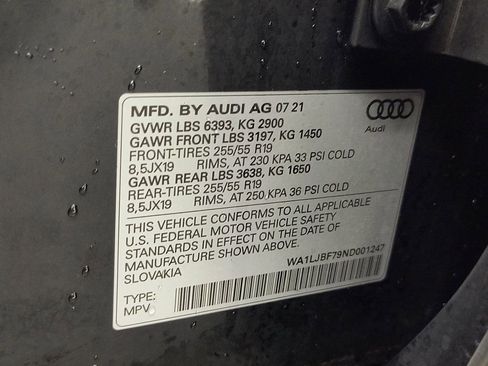 MFD. BY AUDI AG 07 21
GVWR LBS 6393, KG 2900
GAWR FRONT LBS 3197, KG 1450
FRONT-TIRES 255/55 R19
8,5JX19 RIMS, AT 230 KPA 33 PSI COLD
GAWR REAR LBS 3638, KG 1650
REAR-TIRES 255/55 R19
8,5JX19 RIMS, AT 250 KPA 36 PSI COLD
Audi
THIS VEHICLE CONFORMS TO ALL APPLICABLE
U.S. FEDERAL MOTOR VEHICLE SAFETY
STANDARDS IN EFFECT ON THE DATE OF
MANUFACTURE SHOWN ABOVE.
SLOVAKIA
WA1LJBF79ND001247
TYPE:
MPV